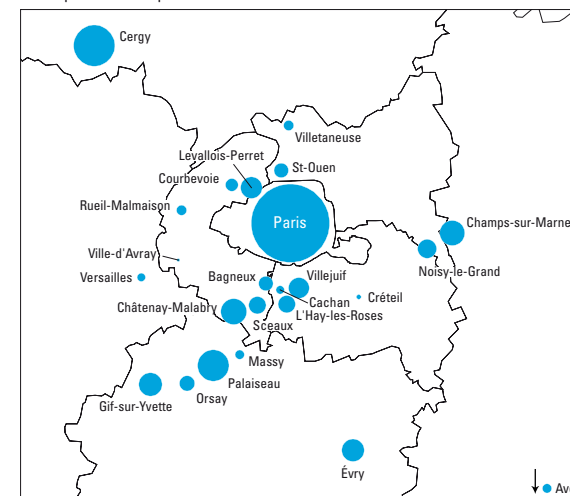 Cergy
Villetaneuse
Levallois-Perret
St-Ouen
Courbevoie
Rueil-Malmaison
Paris
Champs-sur-Marne
Noisy-le-Grand
Ville-d'Avray
Versailles
Bagneux
Villejuif
Cachan
Créteil
Châtenay-Malabry
L'Hay-les-Roses
Sceaux
Massy
Palaiseau
Orsay
Gif-sur-Yvette
Évry